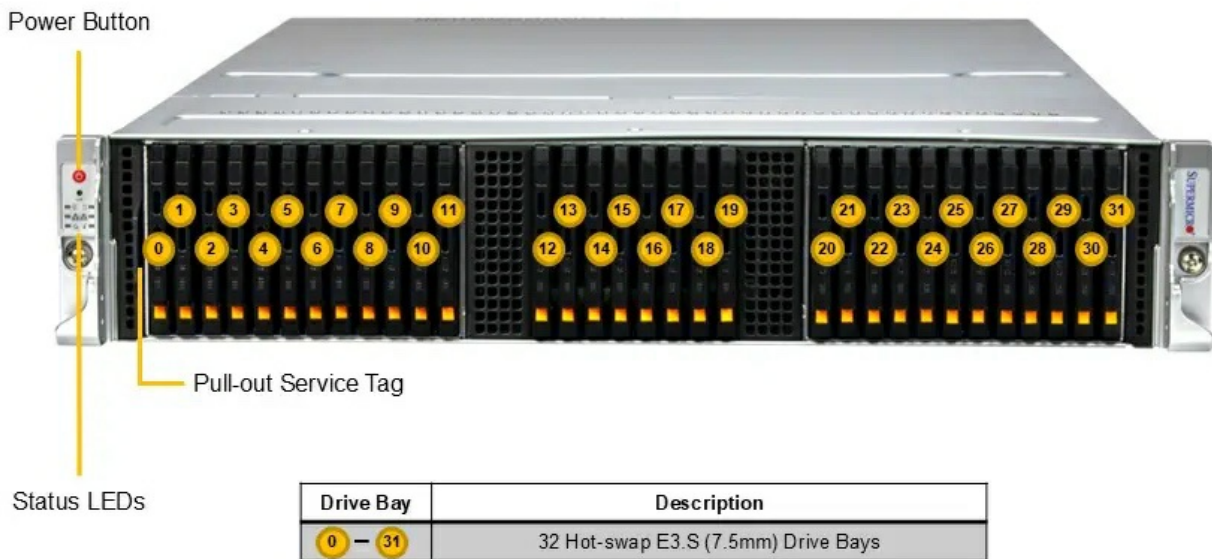 Power Button
1 3 5 7 9 11 13 15 17 19 21 23 25 27 29 31
0 2 4 6 8 10 12 14 16 18 20 22 24 26 28 30
SUPERMICRO
Pull-out Service Tag
Status LEDs
Drive Bay Description
0 – 31 32 Hot-swap E3.S (7.5mm) Drive Bays